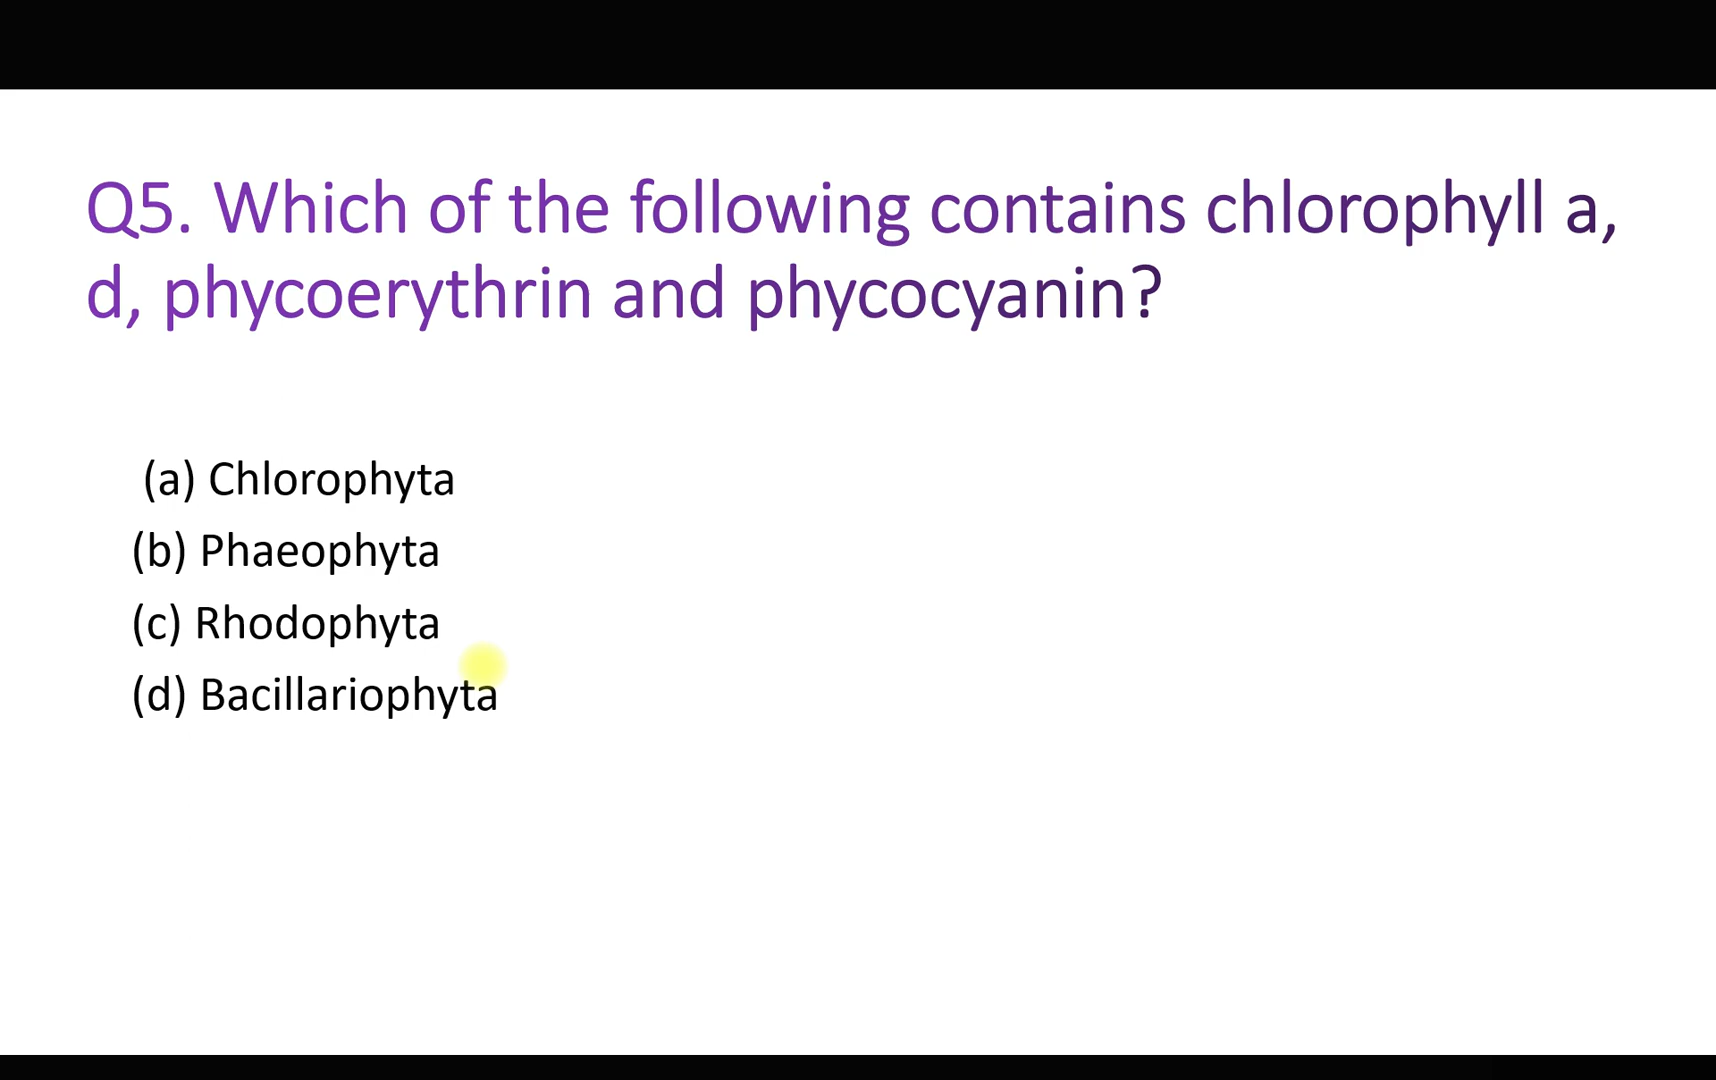 Q5. Which of the following contains chlorophyll a,
d, phycoerythrin and phycocyanin?
(a) Chlorophyta
(b) Phaeophyta
(c) Rhodophyta
(d) Bacillariophyta